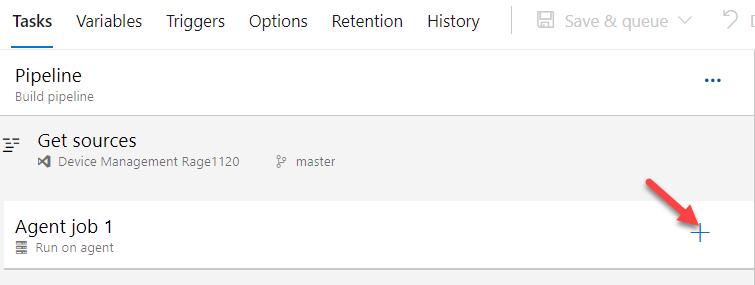 Tasks Variables Triggers Options Retention History Save & queue
Pipeline
Build pipeline
Get sources
Device Management Rage1120 master
Agent job 1
Run on agent